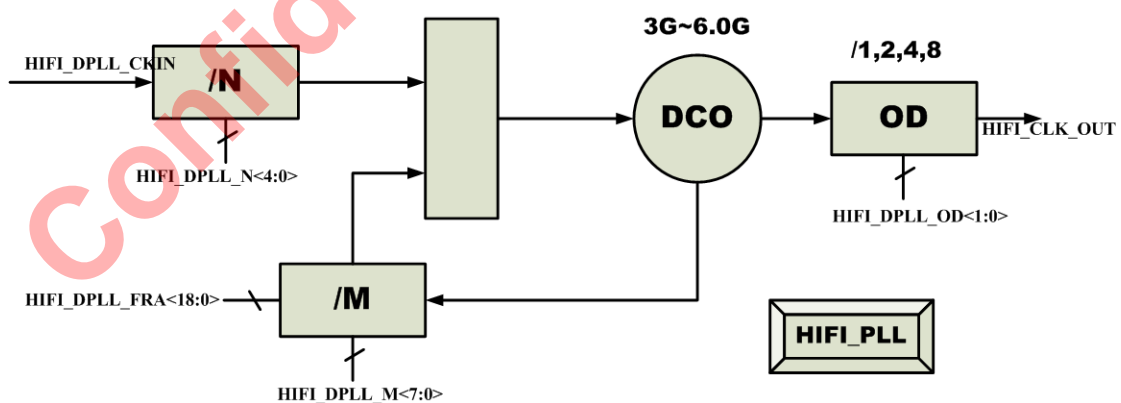 3G~6.0G
/1,2,4,8
HIFI_DPLL_CKIN
/N
DCO
OD
HIFI_CLK_OUT
HIFI_DPLL_N<4:0>
HIFI_DPLL_OD<1:0>
HIFI_DPLL_FRA<18:0>
/M
HIFI_PLL
HIFI_DPLL_M<7:0>
Confid